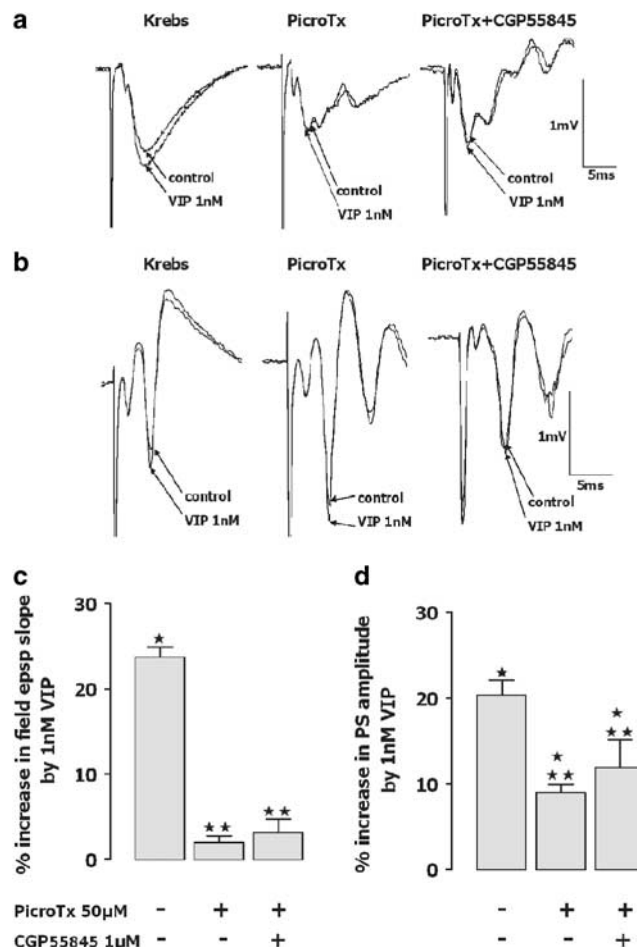 a
Krebs PicroTx PicroTx+CGP55845
control
VIP 1nM
control
VIP 1nM
control
VIP 1nM
1mV
5ms
b
Krebs PicroTx PicroTx+CGP55845
control
VIP 1nM
control
VIP 1nM
control
VIP 1nM
1mV
5ms
c
% increase in field epsp slope
by 1nM VIP
30
20
10
0
★
★★
★★
d
% increase in PS amplitude
by 1nM VIP
30
20
10
0
★
★
★★
★
★★
PicroTx 50μM - + + - + +
CGP55845 1μM - - + - - +